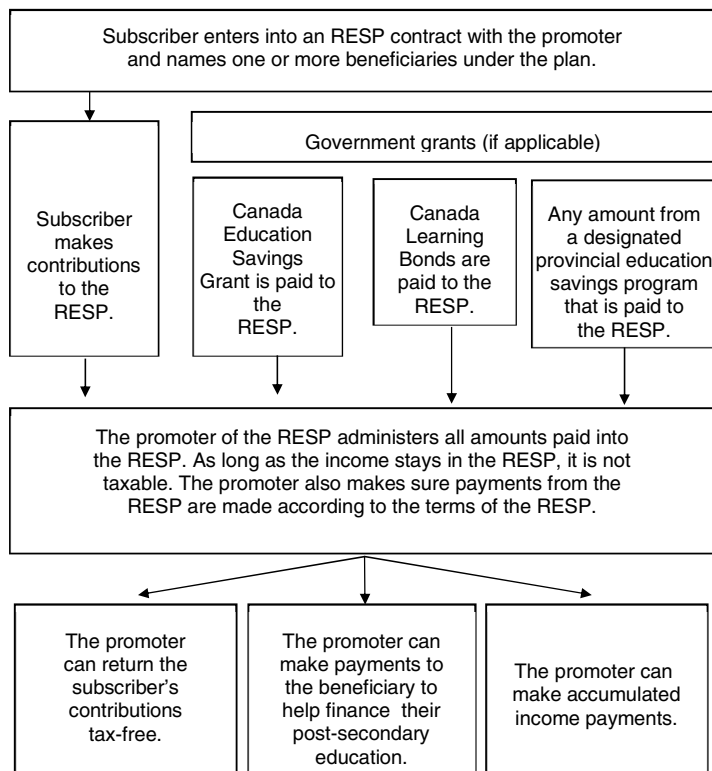 Subscriber enters into an RESP contract with the promoter
and names one or more beneficiaries under the plan.
Government grants (if applicable)
Subscriber
makes
contributions
to the
RESP.
Canada
Education
Savings
Grant is paid to
the
RESP.
Canada
Learning
Bonds are
paid to the
RESP.
Any amount from
a designated
provincial education
savings program
that is paid to
the RESP.
The promoter of the RESP administers all amounts paid into
the RESP. As long as the income stays in the RESP, it is not
taxable. The promoter also makes sure payments from the
RESP are made according to the terms of the RESP.
The promoter
can return the
subscriber's
contributions
tax-free.
The promoter can
make payments to
the beneficiary to
help finance their
post-secondary
education.
The promoter can
make accumulated
income payments.